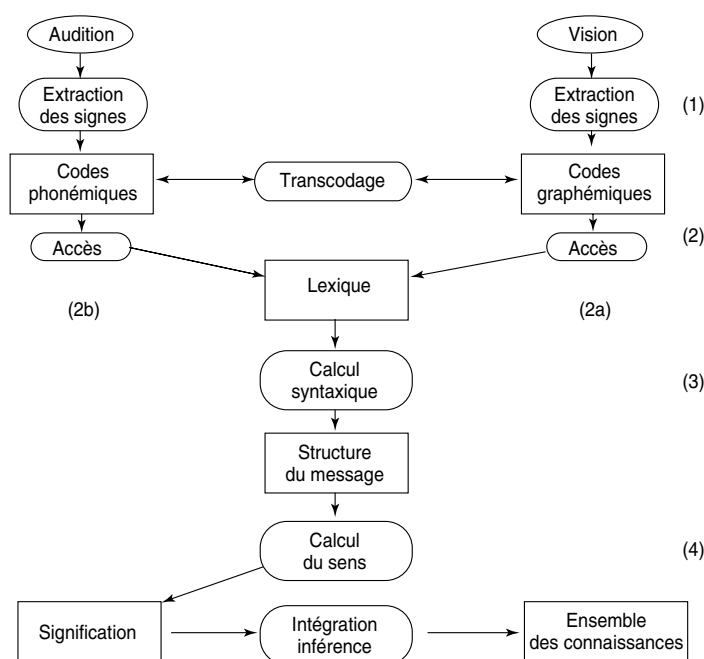 Audition
Vision
Extraction
des signes
Extraction
des signes
(1)
Codes
phonémiques
Transcodage
Codes
graphémiques
Accès
Accès
(2)
Lexique
(2b)
(2a)
Calcul
syntaxique
(3)
Structure
du message
Calcul
du sens
(4)
Signification
Intégration
inférence
Ensemble
des connaissances